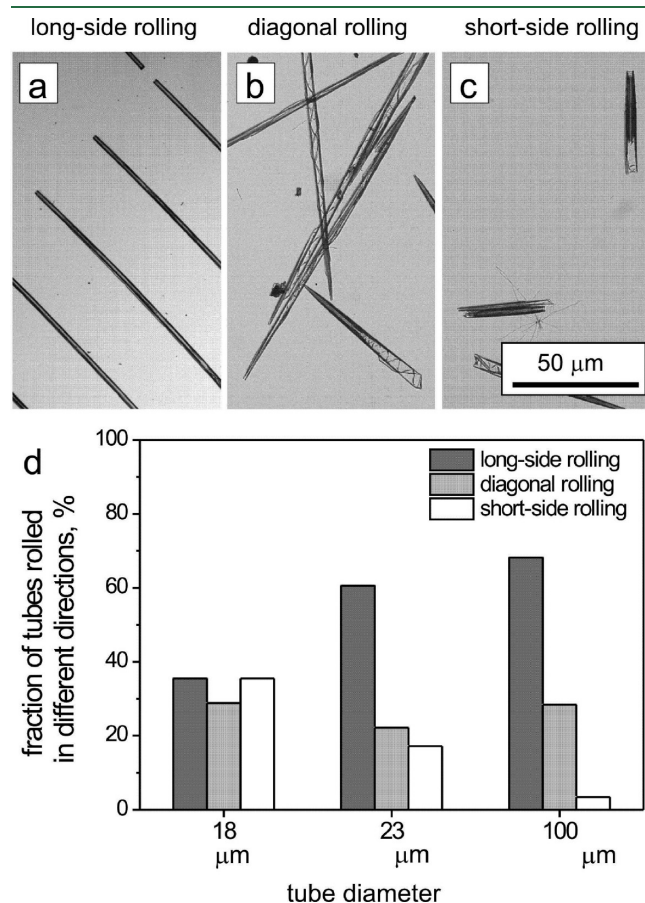 long-side rolling diagonal rolling short-side rolling
a b c
50 μm
d
100
80
60
40
20
0
fraction of tubes rolled
in different directions, %
long-side rolling
diagonal rolling
short-side rolling
18 23 100
μm μm μm
tube diameter